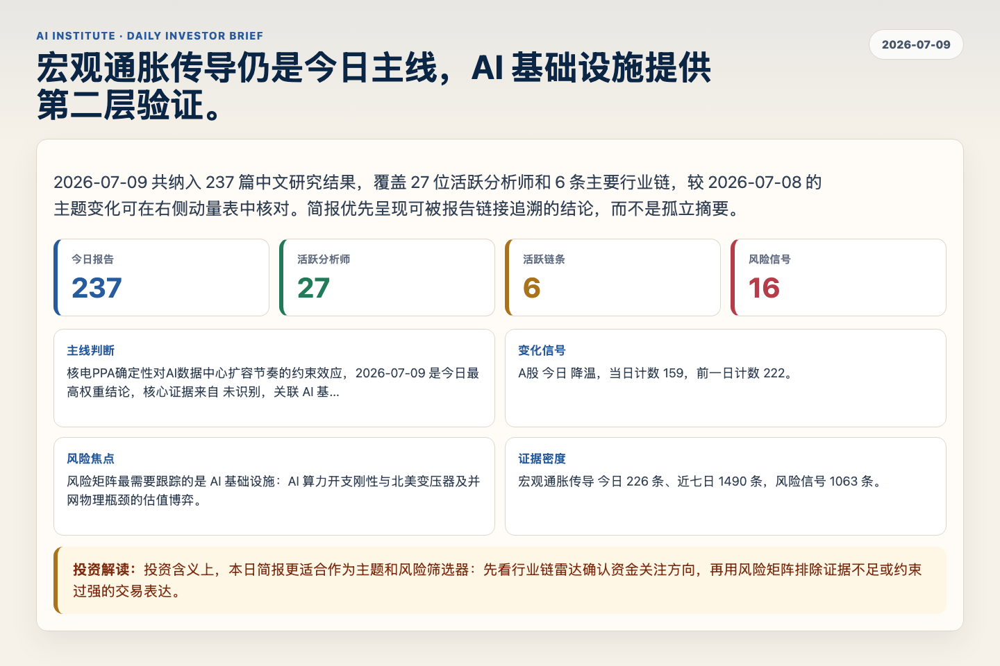 AI INSTITUTE · DAILY INVESTOR BRIEF
2026-07-09
宏观通胀传导仍是今日主线，AI 基础设施提供
第二层验证。
2026-07-09 共纳入 237 篇中文研究结果，覆盖 27 位活跃分析师和 6 条主要行业链，较 2026-07-08 的
主题变化可在右侧动量表中核对。简报优先呈现可被报告链接追溯的结论，而不是孤立摘要。
今日报告
237
活跃分析师
27
活跃链条
6
风险信号
16
主线判断
核电PPA确定性对AI数据中心扩容节奏的约束效应，2026-07-09 是今日最
高权重结论，核心证据来自 未识别，关联 AI 基...
变化信号
A股 今日 降温，当日计数 159，前一日计数 222。
风险焦点
风险矩阵最需要跟踪的是 AI 基础设施：AI 算力开支刚性与北美变压器及并
网物理瓶颈的估值博弈。
证据密度
宏观通胀传导 今日 226 条、近七日 1490 条，风险信号 1063 条。
投资解读：投资含义上，本日简报更适合作为主题和风险筛选器：先看行业链雷达确认资金关注方向，再用风险矩阵排除证据不足或约束
过强的交易表达。